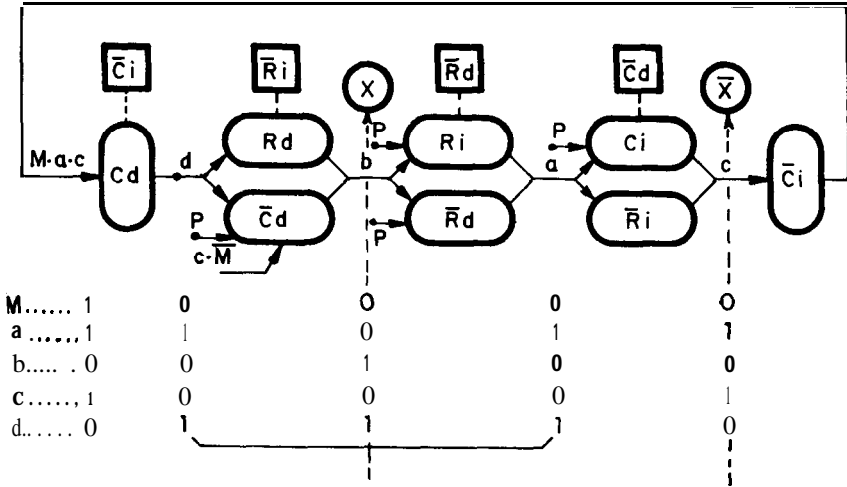 C̅i R̅i X R̅d C̅d X̅
M·a·c Cd d Rd P b Ri P a Ci c C̅i
P C̅d P R̅d R̅i
c·M̅
M...... 1 0 0 0
a ......, 1 1 0 1 1
b..... . 0 0 1 0 0
c....., 1 0 0 0 1
d.. ..... 0 1 1 1 0